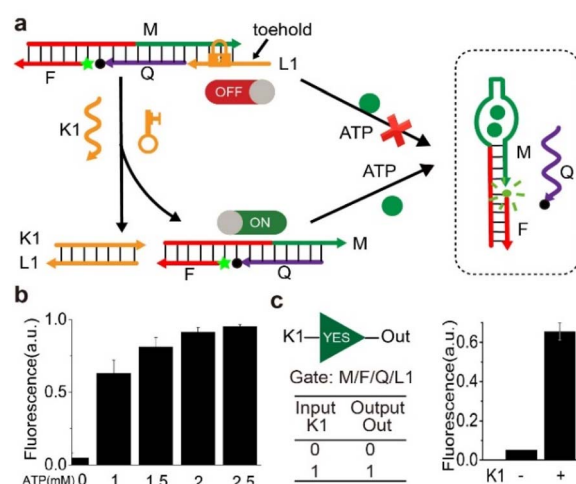 a
M
toehold
F
Q
L1
OFF
K1
ATP
ATP
M
Q
F
ON
K1
L1
M
F
Q
b
Fluorescence(a.u.)
1.0
0.5
0.0
ATP(mM) 0 1 1.5 2 2.5
c
K1 YES Out
Gate: M/F/Q/L1
Input Output
K1 Out
0 0
1 1
Fluorescence(a.u.)
0.6
0.4
0.2
0.0
K1 - +